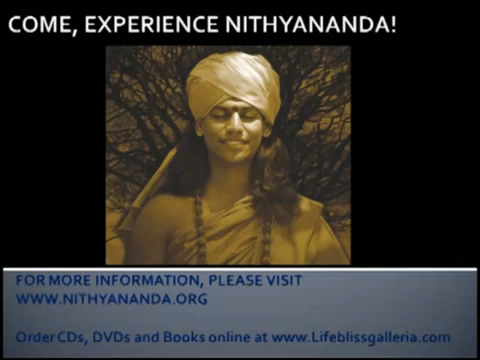 COME, EXPERIENCE NITHYANANDA!
FOR MORE INFORMATION, PLEASE VISIT
WWW.NITHYANANDA.ORG
Order CDs, DVDs and Books online at www.Lifeblissgalleria.com